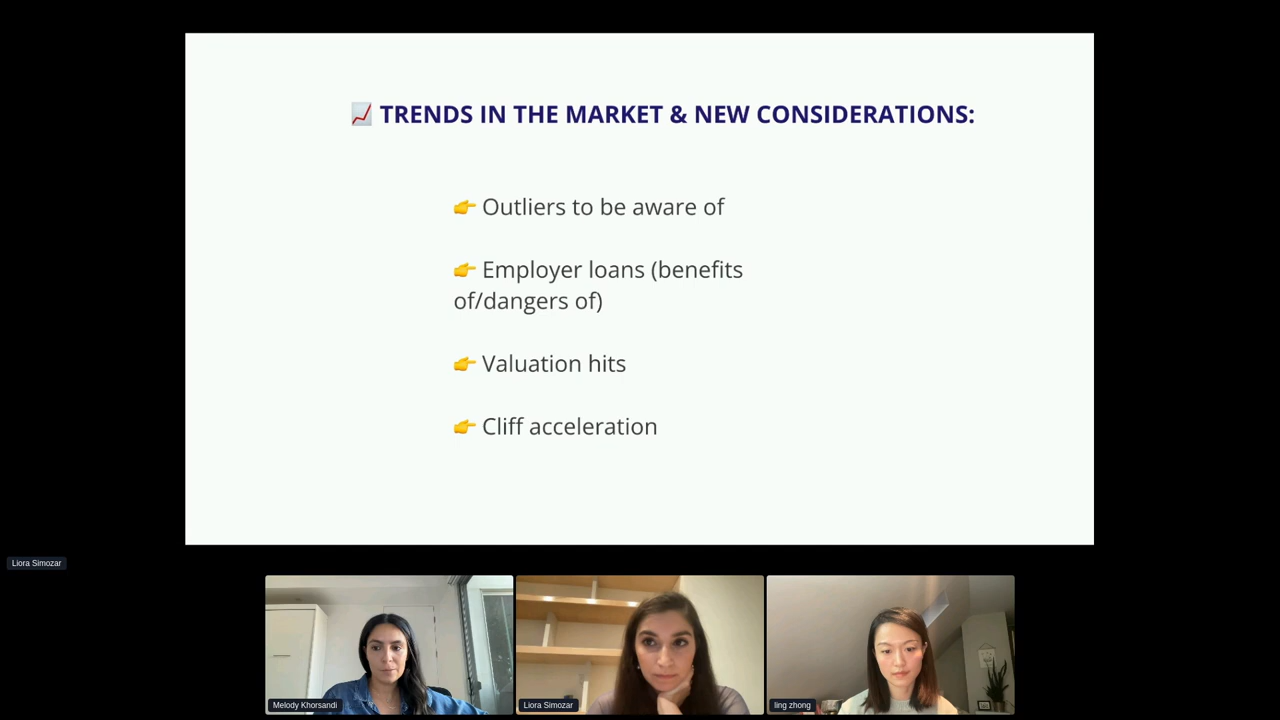 📈 TRENDS IN THE MARKET & NEW CONSIDERATIONS:
👉 Outliers to be aware of
👉 Employer loans (benefits
of/dangers of)
👉 Valuation hits
👉 Cliff acceleration
Liora Simozar
Melody Khorsandi
Liora Simozar
ling zhong